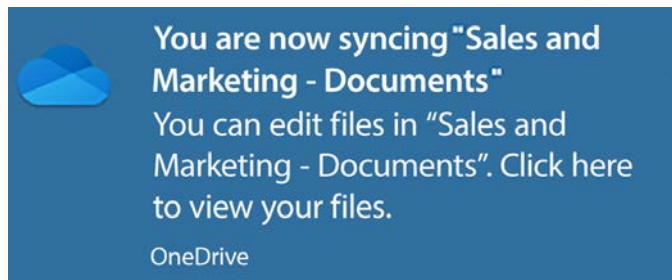 You are now syncing "Sales and
Marketing - Documents"
You can edit files in “Sales and
Marketing - Documents”. Click here
to view your files.
OneDrive